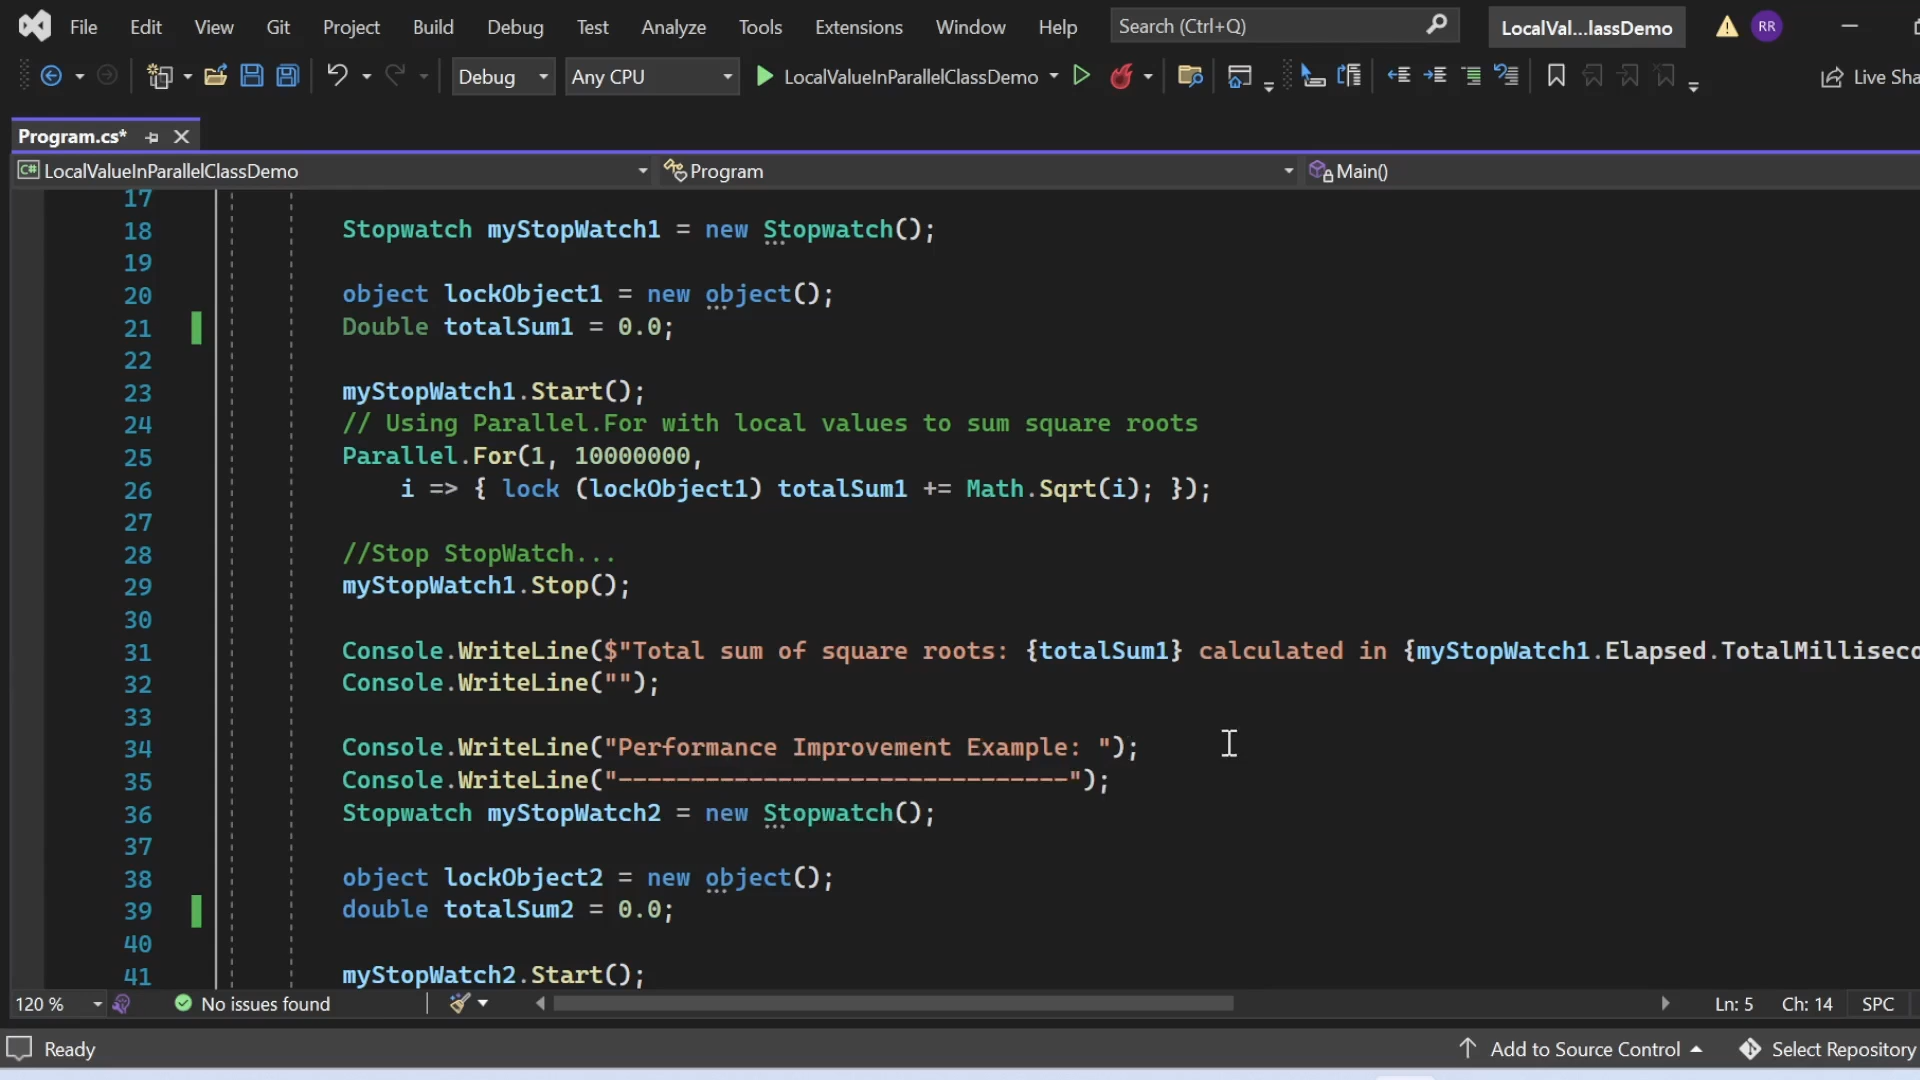 File Edit View Git Project Build Debug Test Analyze Tools Extensions Window Help Search (Ctrl+Q) LocalVal...lassDemo RR
Debug Any CPU LocalValueInParallelClassDemo Live Sha
Program.cs*
C# LocalValueInParallelClassDemo Program Main()
17
18 Stopwatch myStopWatch1 = new Stopwatch();
19
20 object lockObject1 = new object();
21 Double totalSum1 = 0.0;
22
23 myStopWatch1.Start();
24 // Using Parallel.For with local values to sum square roots
25 Parallel.For(1, 10000000,
26 i => { lock (lockObject1) totalSum1 += Math.Sqrt(i); });
27
28 //Stop StopWatch...
29 myStopWatch1.Stop();
30
31 Console.WriteLine($"Total sum of square roots: {totalSum1} calculated in {myStopWatch1.Elapsed.TotalMilliseco
32 Console.WriteLine("");
33
34 Console.WriteLine("Performance Improvement Example: ");
35 Console.WriteLine("-------------------------------");
36 Stopwatch myStopWatch2 = new Stopwatch();
37
38 object lockObject2 = new object();
39 double totalSum2 = 0.0;
40
41 myStopWatch2.Start();
120 % No issues found Ln: 5 Ch: 14 SPC
Ready Add to Source Control Select Repository